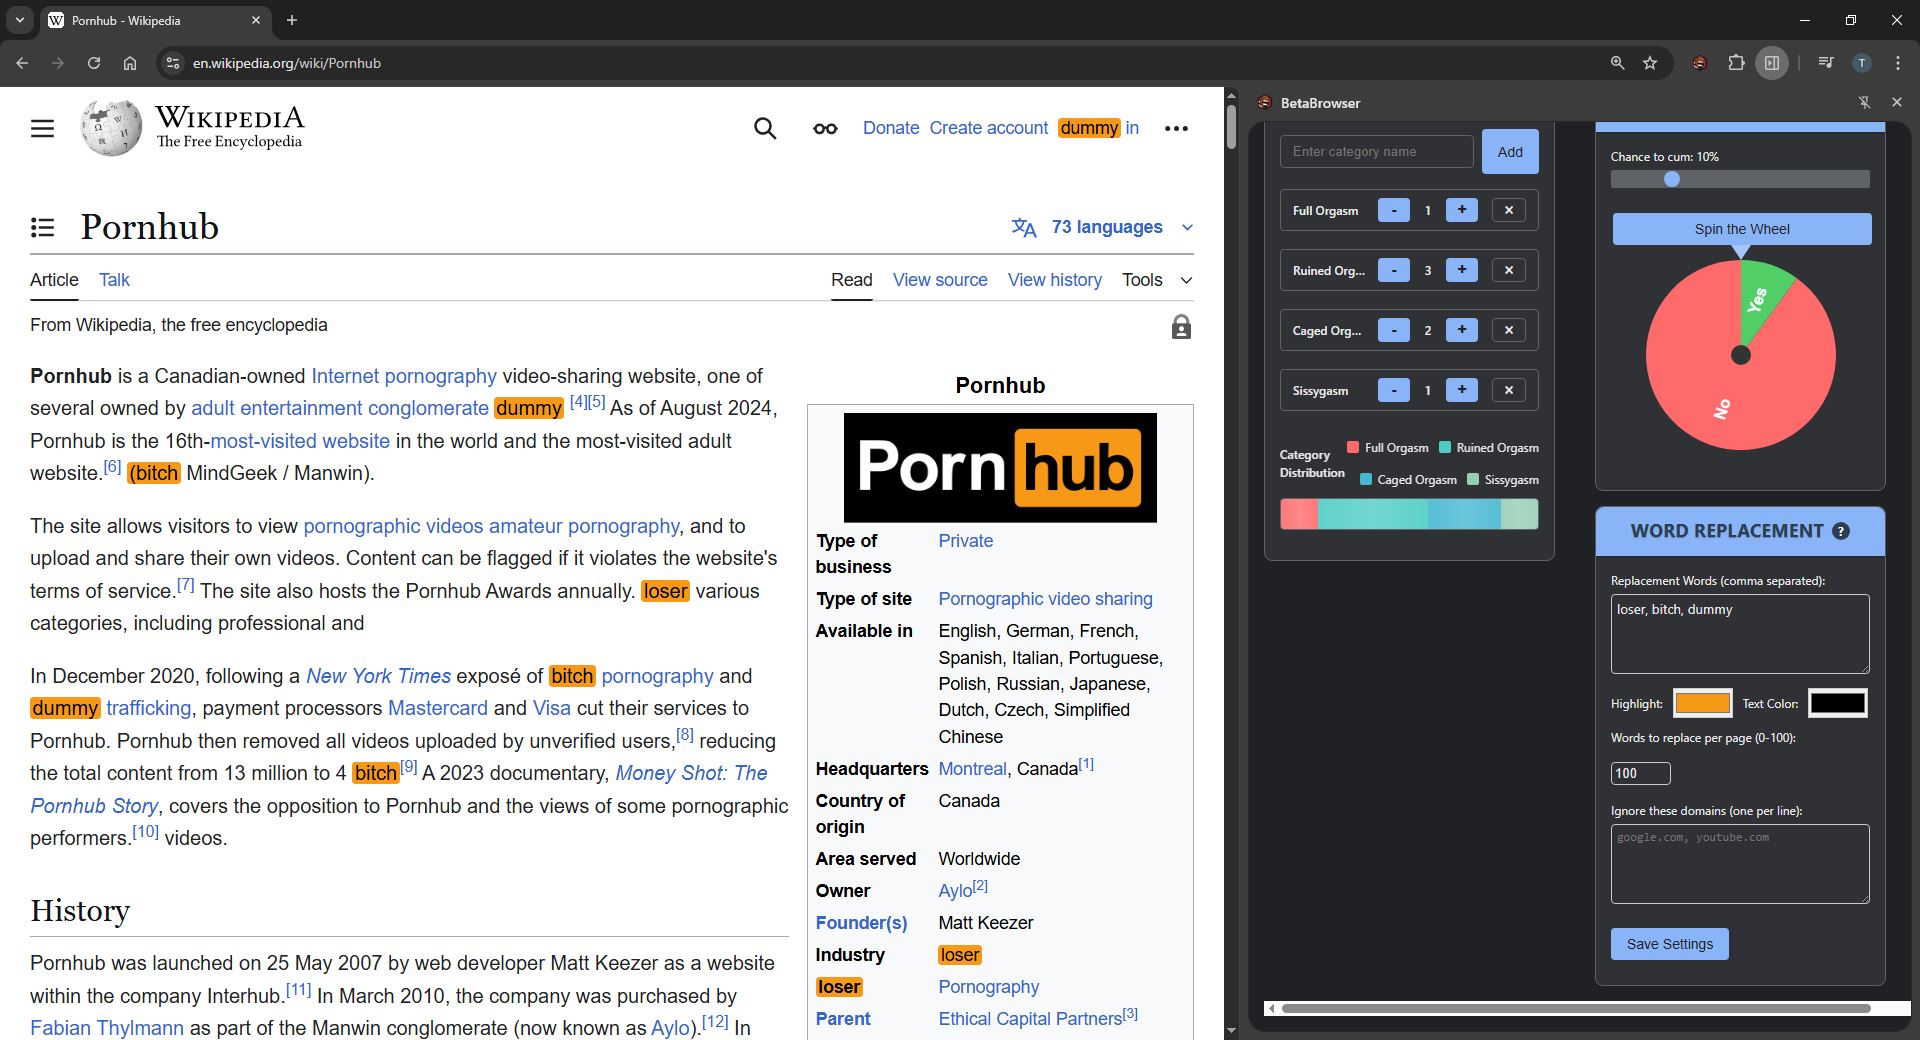 Pornhub - Wikipedia
en.wikipedia.org/wiki/Pornhub
T
WIKIPEDIA
The Free Encyclopedia
Donate Create account dummy in
Pornhub
73 languages
Article Talk
Read View source View history Tools
From Wikipedia, the free encyclopedia
Pornhub is a Canadian-owned Internet pornography video-sharing website, one of
several owned by adult entertainment conglomerate dummy [4][5] As of August 2024,
Pornhub is the 16th-most-visited website in the world and the most-visited adult
website.[6] (bitch MindGeek / Manwin).
The site allows visitors to view pornographic videos amateur pornography, and to
upload and share their own videos. Content can be flagged if it violates the website's
terms of service.[7] The site also hosts the Pornhub Awards annually. loser various
categories, including professional and
In December 2020, following a New York Times exposé of bitch pornography and
dummy trafficking, payment processors Mastercard and Visa cut their services to
Pornhub. Pornhub then removed all videos uploaded by unverified users,[8] reducing
the total content from 13 million to 4 bitch[9] A 2023 documentary, Money Shot: The
Pornhub Story, covers the opposition to Pornhub and the views of some pornographic
performers.[10] videos.
History
Pornhub was launched on 25 May 2007 by web developer Matt Keezer as a website
within the company Interhub.[11] In March 2010, the company was purchased by
Fabian Thylmann as part of the Manwin conglomerate (now known as Aylo).[12] In
Pornhub
Porn hub
Type of business Private
Type of site Pornographic video sharing
Available in English, German, French,
Spanish, Italian, Portuguese,
Polish, Russian, Japanese,
Dutch, Czech, Simplified
Chinese
Headquarters Montreal, Canada[1]
Country of origin Canada
Area served Worldwide
Owner Aylo[2]
Founder(s) Matt Keezer
Industry loser
loser Pornography
Parent Ethical Capital Partners[3]
BetaBrowser
Enter category name Add
Full Orgasm - 1 + ×
Ruined Org... - 3 + ×
Caged Org... - 2 + ×
Sissygasm - 1 + ×
Category Distribution
Full Orgasm Ruined Orgasm
Caged Orgasm Sissygasm
Chance to cum: 10%
Spin the Wheel
Yes
No
WORD REPLACEMENT ?
Replacement Words (comma separated):
loser, bitch, dummy
Highlight: Text Color:
Words to replace per page (0-100):
100
Ignore these domains (one per line):
google.com, youtube.com
Save Settings